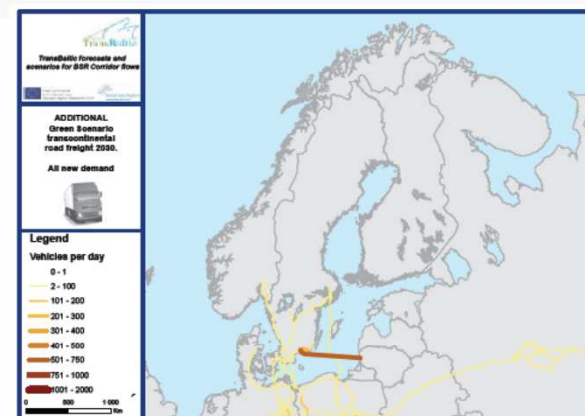 TransBaltic
TransBaltic forecasts and
scenarios for BSR Corridor flows
ADDITIONAL
Green Scenario
transcontinental
road freight 2030.
All new demand
Legend
Vehicles per day
0 - 1
2 - 100
101 - 200
201 - 300
301 - 400
401 - 500
501 - 750
751 - 1000
1001 - 2000
0 500 1 000
Km